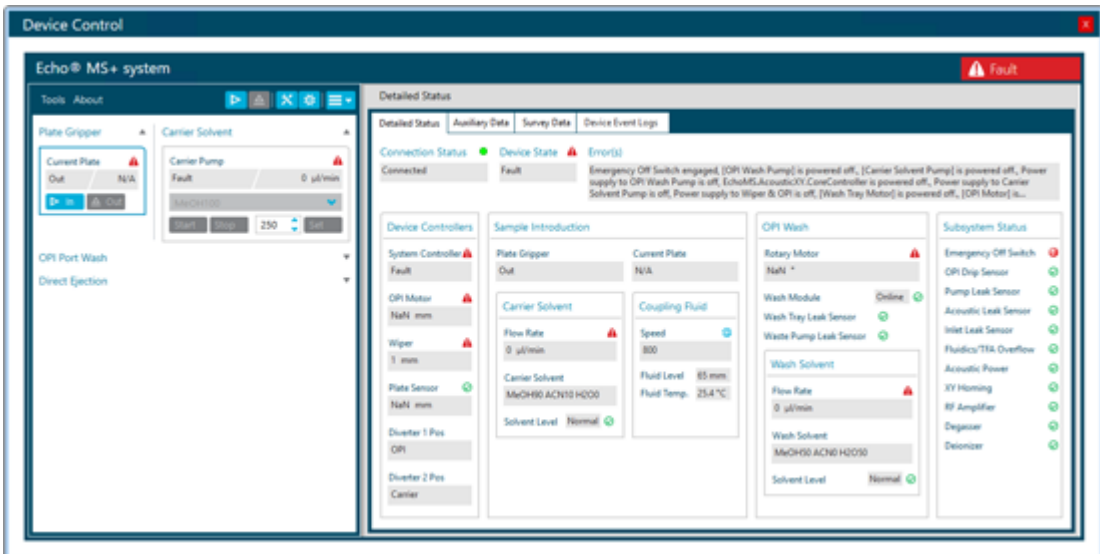 Device Control
X
Echo® MS+ system
Fault
Tools About
Plate Gripper
Current Plate
Out N/A
In Out
Carrier Solvent
Carrier Pump
Fault 0 µl/min
MeOH100
Start Stop 250 Set
OPI Port Wash
Direct Ejection
Detailed Status
Detailed Status Auxiliary Data Survey Data Device Event Logs
Connection Status Device State Error(s)
Connected
Fault
Emergency Off Switch engaged, [OPI
Wash Pump] is powered off., [Carrier Solvent Pump] is powered off., Power
supply to OPI Wash Pump is off, EchoMS.AcousticXY.CoreController is powered off., Power supply to Carrier
Solvent Pump is off, Power supply to Wiper & OPI is off, [Wash Tray Motor] is powered off., [OPI Motor] is...
Device Controllers
System Controller
Fault
OPI Motor
NaN mm
Wiper
1 mm
Plate Sensor
NaN mm
Diverter 1 Pos
OPI
Diverter 2 Pos
Carrier
Sample Introduction
Plate Gripper
Out
Current Plate
N/A
Carrier Solvent
Flow Rate
0 µl/min
Carrier Solvent
MeOH90 ACN10 H2O0
Solvent Level Normal
Coupling Fluid
Speed
800
Fluid Level 65 mm
Fluid Temp. 25.4 °C
OPI Wash
Rotary Motor
NaN °
Wash Module Online
Wash Tray Leak Sensor
Waste Pump Leak Sensor
Wash Solvent
Flow Rate
0 µl/min
Wash Solvent
MeOH50 ACN0 H2O50
Solvent Level Normal
Subsystem Status
Emergency Off Switch
OPI Drip Sensor
Pump Leak Sensor
Acoustic Leak Sensor
Inlet Leak Sensor
Fluidics/TFA Overflow
Acoustic Power
XY Homing
RF Amplifier
Degasser
Deionizer